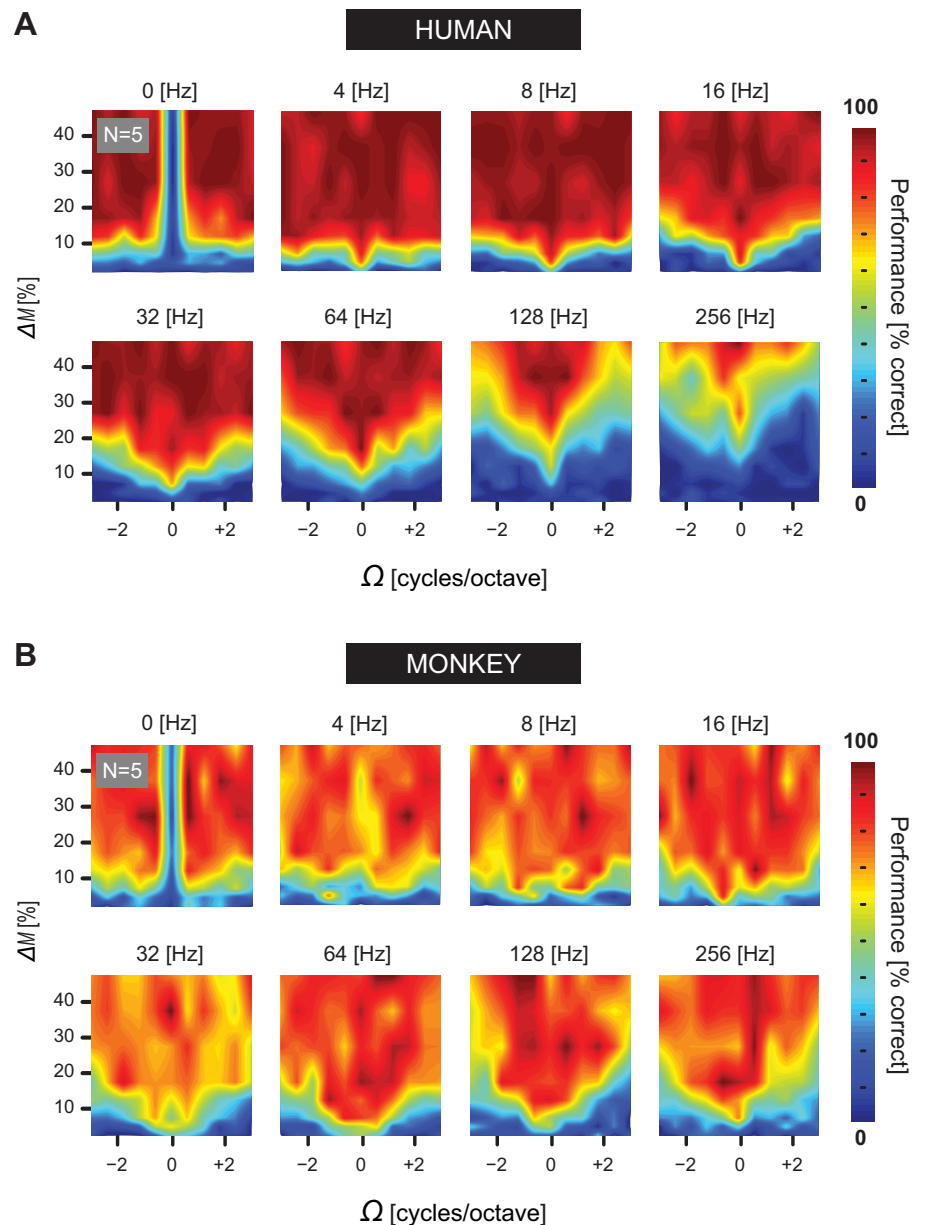 A
HUMAN
0 [Hz] 4 [Hz] 8 [Hz] 16 [Hz]
N=5
40
30
20
10
100
Performance [% correct]
0
ΔM [%]
32 [Hz] 64 [Hz] 128 [Hz] 256 [Hz]
40
30
20
10
−2 0 +2 −2 0 +2 −2 0 +2 −2 0 +2
Ω [cycles/octave]
B
MONKEY
0 [Hz] 4 [Hz] 8 [Hz] 16 [Hz]
N=5
40
30
20
10
100
Performance [% correct]
0
ΔM [%]
32 [Hz] 64 [Hz] 128 [Hz] 256 [Hz]
40
30
20
10
−2 0 +2 −2 0 +2 −2 0 +2 −2 0 +2
Ω [cycles/octave]